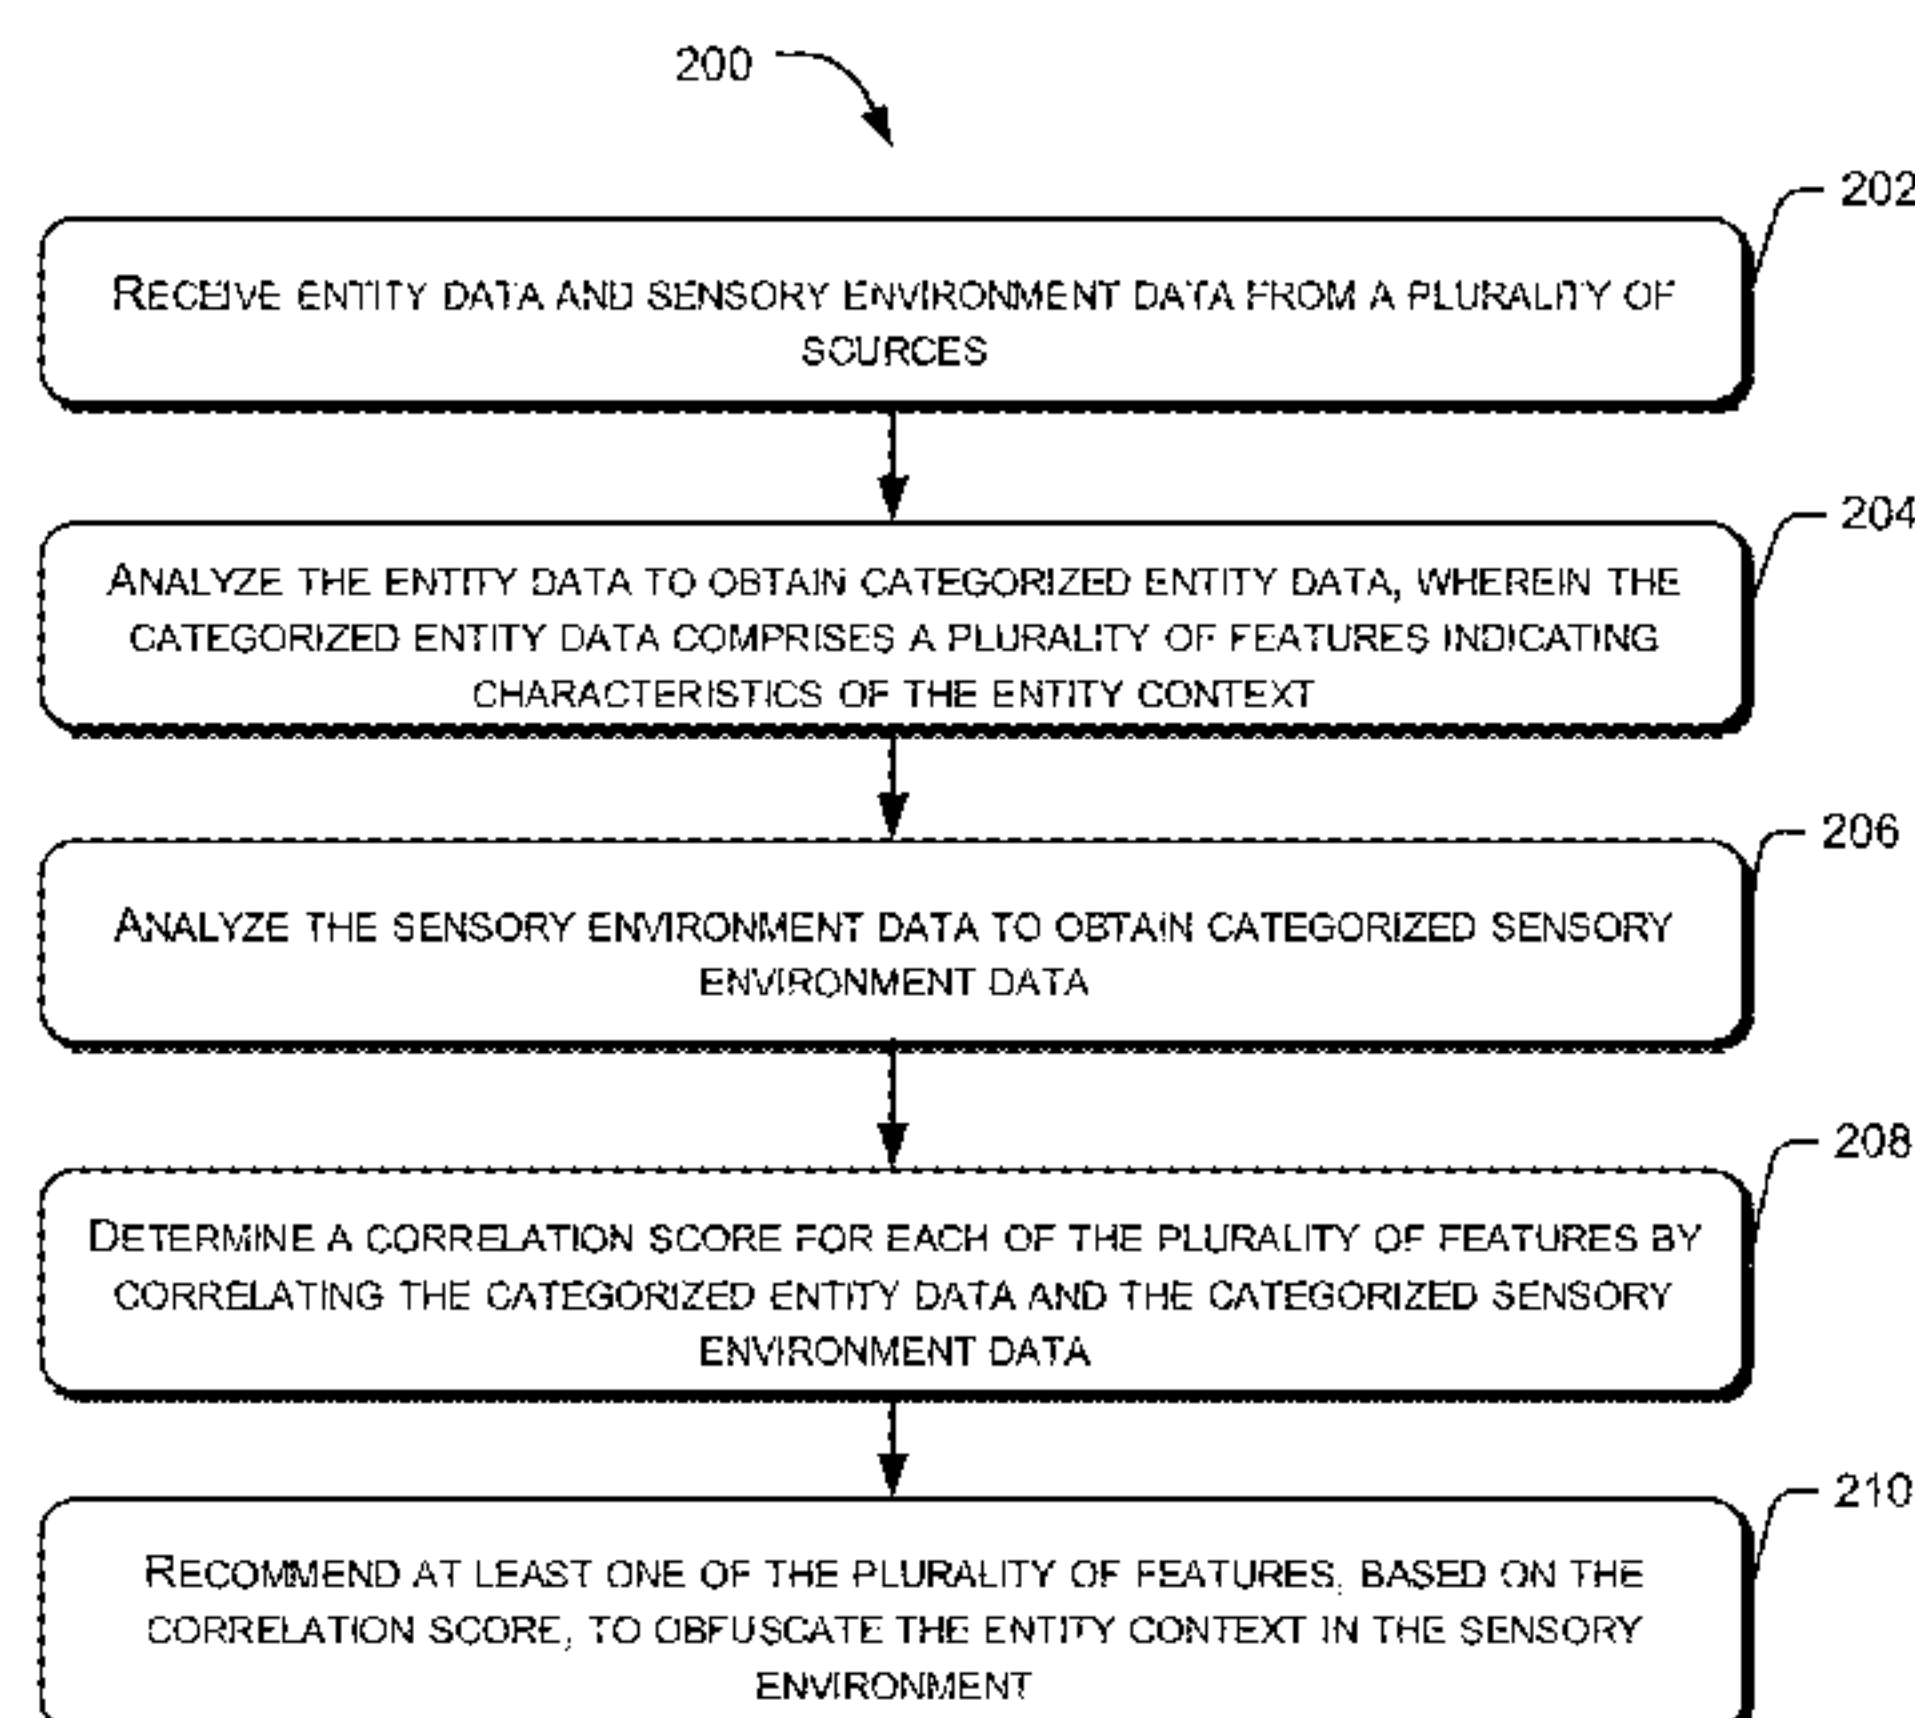 200
202
RECEIVE ENTITY DATA AND SENSORY ENVIRONMENT DATA FROM A PLURALITY OF
SOURCES
204
ANALYZE THE ENTITY DATA TO OBTAIN CATEGORIZED ENTITY DATA, WHEREIN THE
CATEGORIZED ENTITY DATA COMPRISES A PLURALITY OF FEATURES INDICATING
CHARACTERISTICS OF THE ENTITY CONTEXT
206
ANALYZE THE SENSORY ENVIRONMENT DATA TO OBTAIN CATEGORIZED SENSORY
ENVIRONMENT DATA
208
DETERMINE A CORRELATION SCORE FOR EACH OF THE PLURALITY OF FEATURES BY
CORRELATING THE CATEGORIZED ENTITY DATA AND THE CATEGORIZED SENSORY
ENVIRONMENT DATA
210
RECOMMEND AT LEAST ONE OF THE PLURALITY OF FEATURES, BASED ON THE
CORRELATION SCORE, TO OBFUSCATE THE ENTITY CONTEXT IN THE SENSORY
ENVIRONMENT